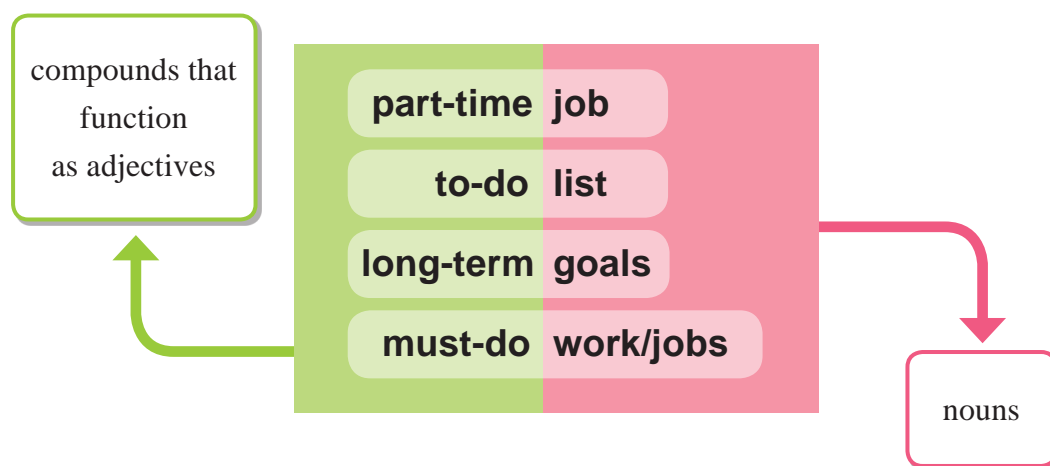 compounds that
function
as adjectives
part-time job
to-do list
long-term goals
must-do work/jobs
nouns